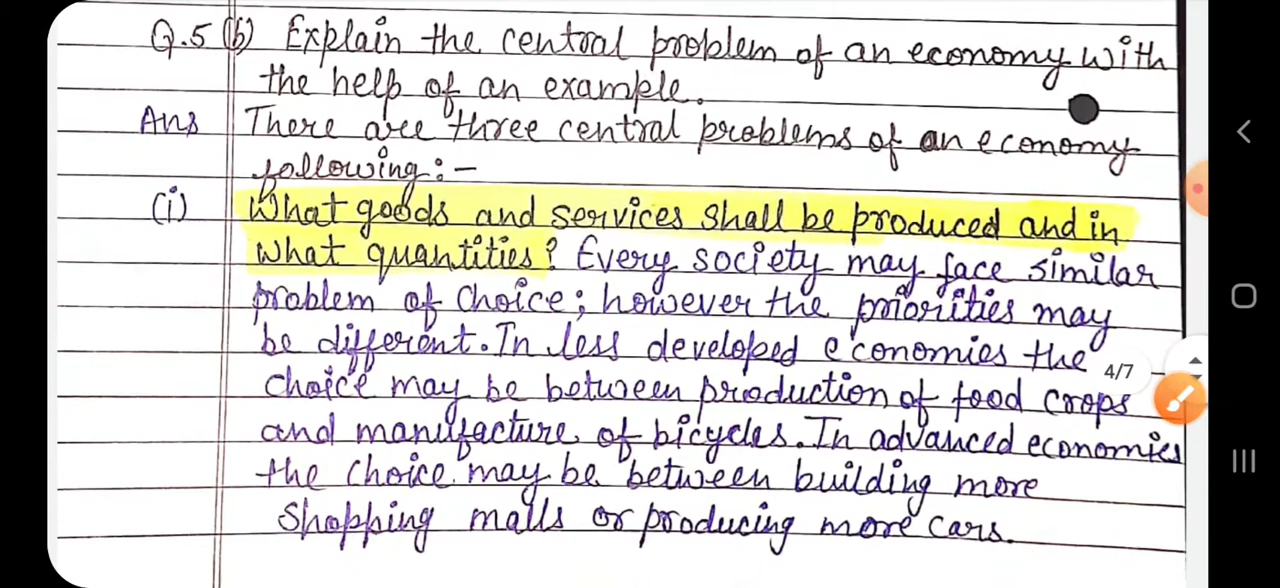 Q.5 (b) Explain the central problem of an economy with
the help of an example.
Ans There are three central problems of an economy
following:-
(i) What goods and services shall be produced and in
what quantities? Every society may face similar
problem of choice; however the priorities may
be different. In less developed economies the
choice may be between production of food crops
and manufacture of bicycles. In advanced economies
the choice may be between building more
shopping malls or producing more cars.
4/7